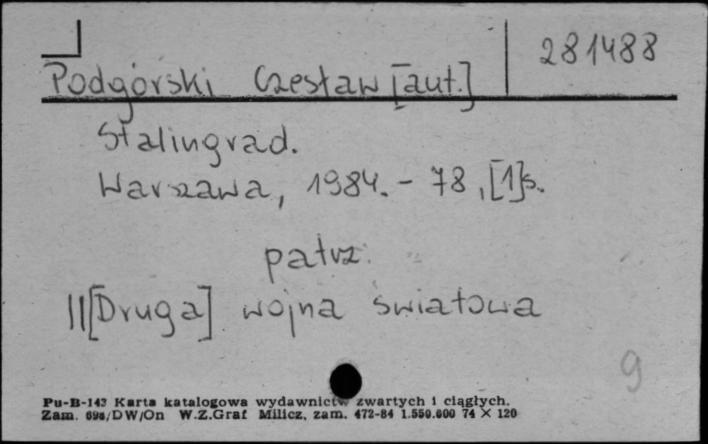 281488
Podgórski Czesław [aut.]
Stalingrad.
Warszawa, 1984. - 78, [1]s.
patrz:
II [Druga] wojna światowa
9
Pu-B-143 Karta katalogowa wydawnictw zwartych i ciągłych.
Zam. /DW/On W.Z.Graf Milicz, zam. 472-84 1.550.000 74 × 120